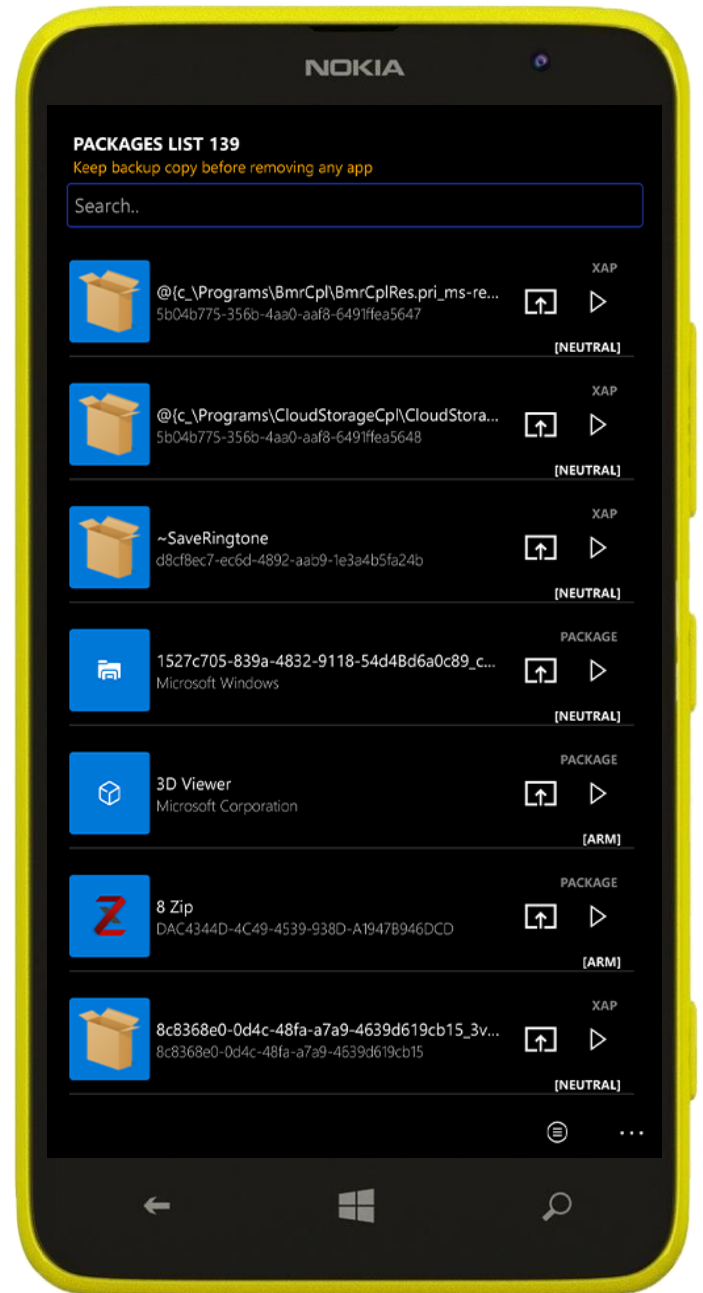 NOKIA
PACKAGES LIST 139
Keep backup copy before removing any app
Search..
XAP
@{c_\Programs\BmrCpl\BmrCplRes.pri_ms-re...
5b04b775-356b-4aa0-aaf8-6491ffea5647
[NEUTRAL]
XAP
@{c_\Programs\CloudStorageCpl\CloudStora...
5b04b775-356b-4aa0-aaf8-6491ffea5648
[NEUTRAL]
XAP
~SaveRingtone
d8cf8ec7-ec6d-4892-aab9-1e3a4b5fa24b
[NEUTRAL]
PACKAGE
1527c705-839a-4832-9118-54d4Bd6a0c89_c...
Microsoft Windows
[NEUTRAL]
PACKAGE
3D Viewer
Microsoft Corporation
[ARM]
PACKAGE
8 Zip
DAC4344D-4C49-4539-938D-A1947B946DCD
[ARM]
XAP
8c8368e0-0d4c-48fa-a7a9-4639d619cb15_3v...
8c8368e0-0d4c-48fa-a7a9-4639d619cb15
[NEUTRAL]